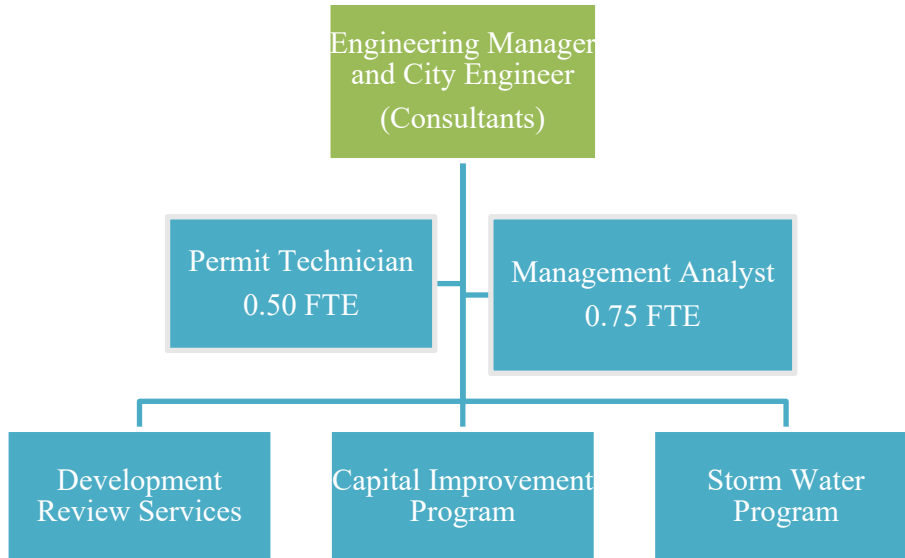 Engineering Manager
and City Engineer
(Consultants)
Permit Technician
0.50 FTE
Management Analyst
0.75 FTE
Development
Review Services
Capital Improvement
Program
Storm Water
Program